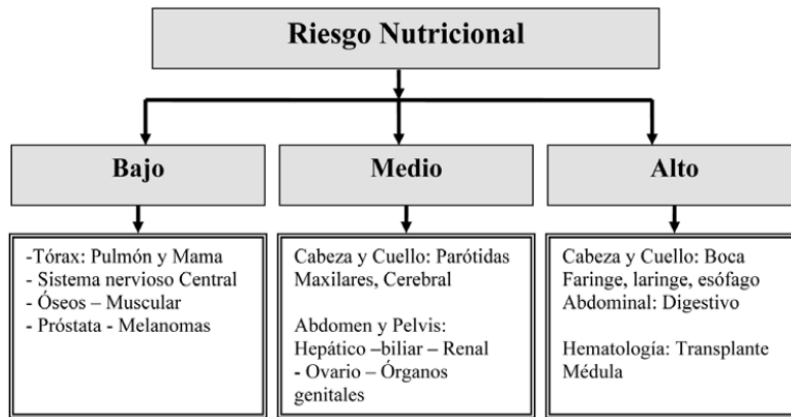 Riesgo Nutricional
Bajo
Medio
Alto
-Tórax: Pulmón y Mama
- Sistema nervioso Central
- Óseos – Muscular
- Próstata - Melanomas
Cabeza y Cuello: Parótidas
Maxilares, Cerebral
Abdomen y Pelvis:
Hepático –biliar – Renal
- Ovario – Órganos
genitales
Cabeza y Cuello: Boca
Faringe, laringe, esófago
Abdominal: Digestivo
Hematología: Transplante
Médula